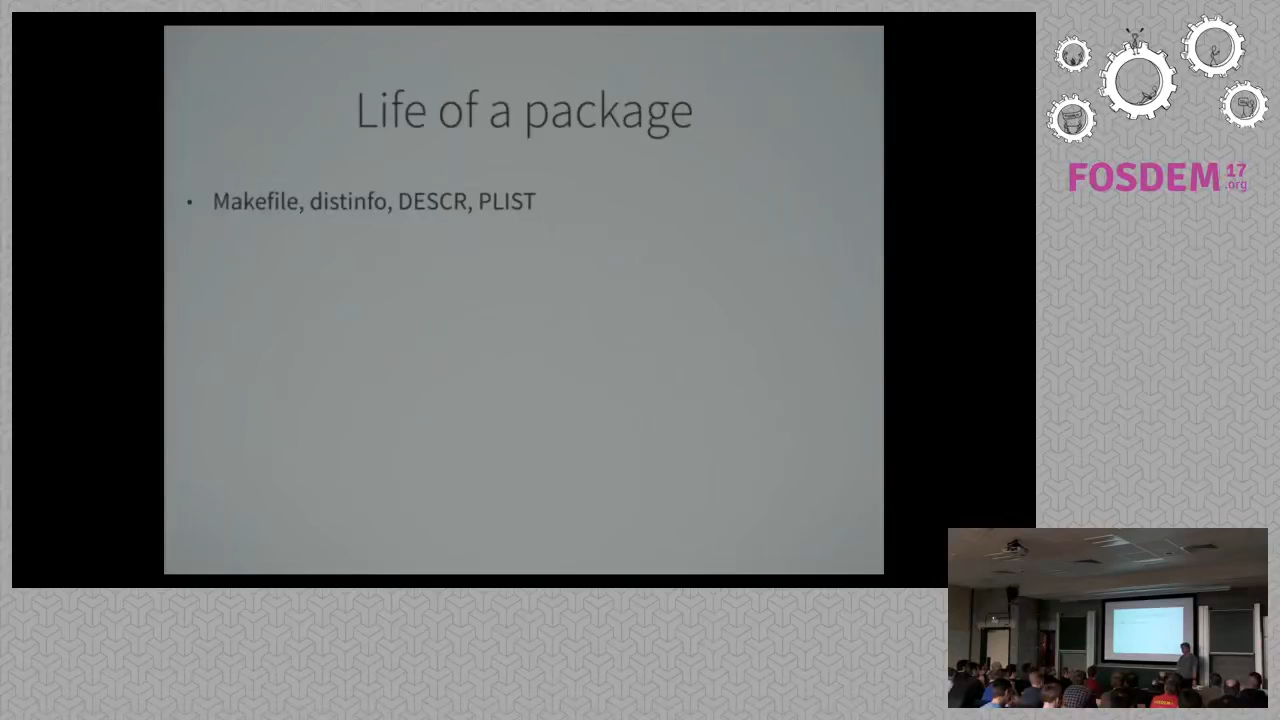 Life of a package
• Makefile, distinfo, DESCR, PLIST
FOSDEM 17
.org